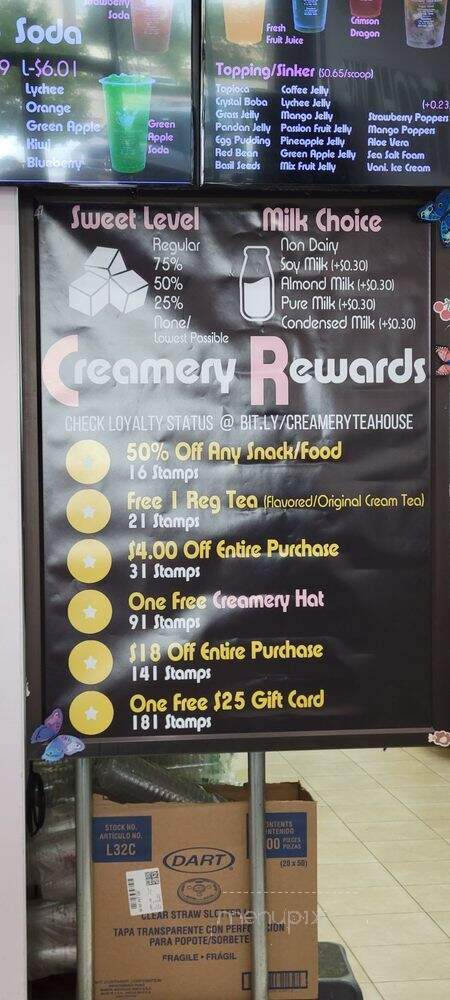 Strawberry
Soda
Soda
9 L-$6.01
Lychee
Orange
Green Apple
Kiwi
Blueberry
Green
Apple
Soda
Fresh
Fruit Juice
Crimson
Dragon
Topping/Sinker ($0.65/scoop)
Tapioca
Crystal Boba
Grass Jelly
Pandan Jelly
Egg Pudding
Red Bean
Basil Seeds
Coffee Jelly
Lychee Jelly
Mango Jelly
Passion Fruit Jelly
Pineapple Jelly
Green Apple Jelly
Mix Fruit Jelly
(+0.23
Strawberry Poppers
Mango Poppers
Aloe Vera
Sea Salt Foam
Vani. Ice Cream
Sweet Level
Regular
75%
50%
25%
None/
Lowest Possible
Milk Choice
Non Dairy
Soy Milk (+$0.30)
Almond Milk (+$0.30)
Pure Milk (+$0.30)
Condensed Milk (+$0.30)
Creamery Rewards
CHECK LOYALTY STATUS @ BIT.LY/CREAMERYTEAHOUSE
50% Off Any Snack/Food
16 Stamps
Free 1 Reg Tea (Flavored/Original Cream Tea)
21 Stamps
$4.00 Off Entire Purchase
31 Stamps
One Free Creamery Hat
91 Stamps
$18 Off Entire Purchase
141 Stamps
One Free $25 Gift Card
181 Stamps
STOCK NO.
ARTICULO NO.
L32C
DART
00 PIECES
PIEZAS
(20 x 50)
CLEAR STRAW SLOTTED
TAPA TRANSPARENTE CON PERFORACIÓN
PARA POPOTE/SORBETE
FRAGILE • FRÁGIL
menupix